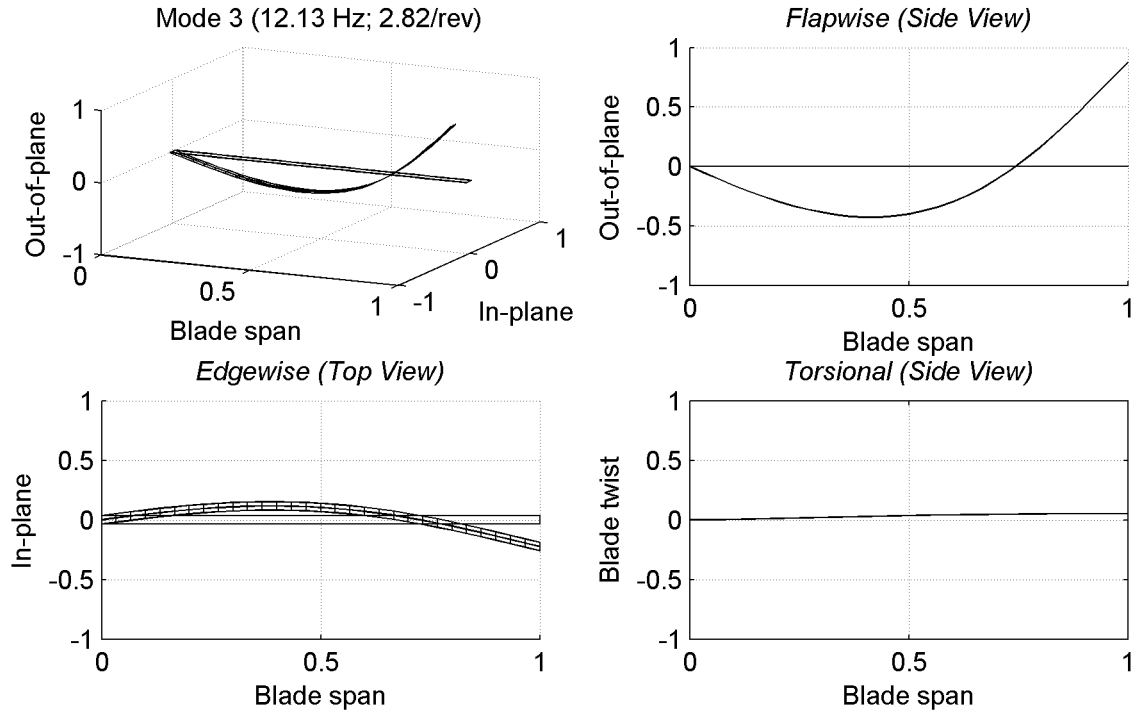 Mode 3 (12.13 Hz; 2.82/rev)
1
0
-1
Out-of-plane
0
0.5
1
Blade span
-1
0
1
In-plane
Flapwise (Side View)
1
0.5
0
-0.5
-1
Out-of-plane
0
0.5
1
Blade span
Edgewise (Top View)
1
0.5
0
-0.5
-1
In-plane
0
0.5
1
Blade span
Torsional (Side View)
1
0.5
0
-0.5
-1
Blade twist
0
0.5
1
Blade span